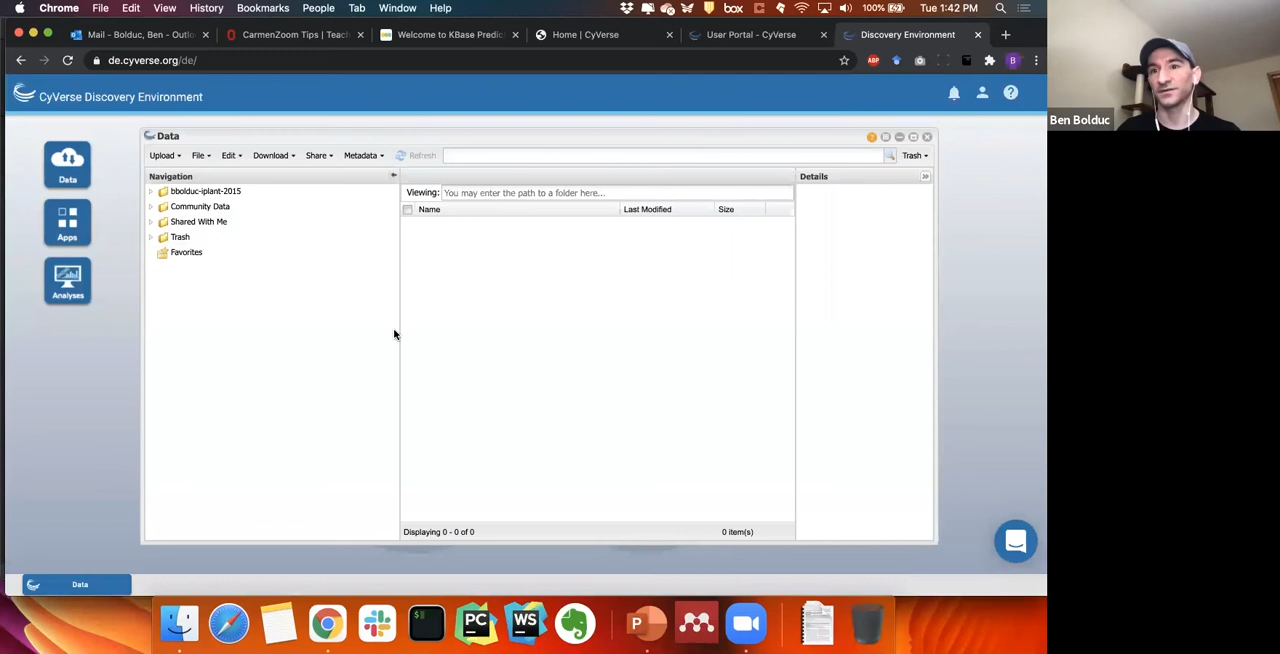 Chrome File Edit View History Bookmarks People Tab Window Help box 100% Tue 1:42 PM
Mail - Bolduc, Ben - Outlo CarmenZoom Tips | Teach Welcome to KBase Predic Home | CyVerse User Portal - CyVerse Discovery Environment
de.cyverse.org/de/ ABP B
CyVerse Discovery Environment
Ben Bolduc
Data
Upload File Edit Download Share Metadata Refresh Trash
Navigation Details
Viewing: You may enter the path to a folder here...
Name Last Modified Size
bbolduc-iplant-2015
Community Data
Shared With Me
Trash
Favorites
Data
Apps
Analyses
Displaying 0 - 0 of 0 0 item(s)
Data
$
PC WS P